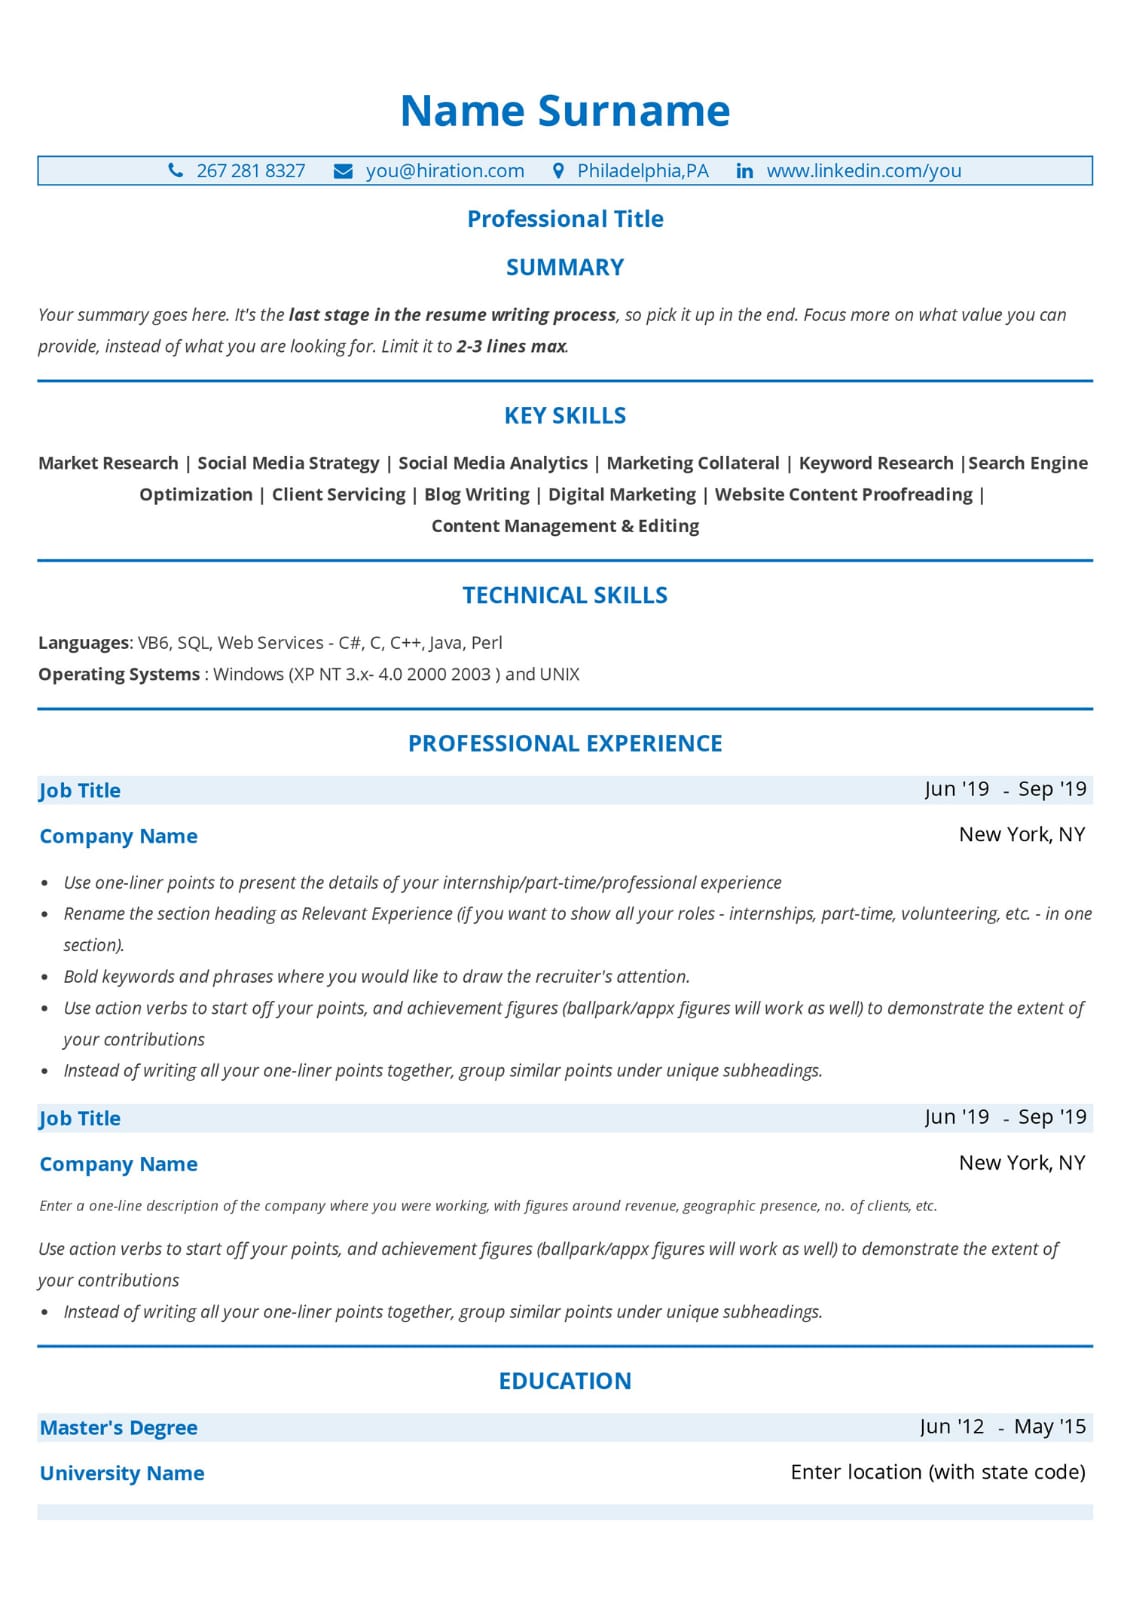 Name Surname
267 281 8327 you@hiration.com Philadelphia,PA www.linkedin.com/you
Professional Title
SUMMARY
Your summary goes here. It's the last stage in the resume writing process, so pick it up in the end. Focus more on what value you can
provide, instead of what you are looking for. Limit it to 2-3 lines max.
KEY SKILLS
Market Research | Social Media Strategy | Social Media Analytics | Marketing Collateral | Keyword Research |Search Engine
Optimization | Client Servicing | Blog Writing | Digital Marketing | Website Content Proofreading |
Content Management & Editing
TECHNICAL SKILLS
Languages: VB6, SQL, Web Services - C#, C, C++, Java, Perl
Operating Systems : Windows (XP NT 3.x- 4.0 2000 2003 ) and UNIX
PROFESSIONAL EXPERIENCE
Job Title Jun '19 - Sep '19
Company Name New York, NY
• Use one-liner points to present the details of your internship/part-time/professional experience
• Rename the section heading as Relevant Experience (if you want to show all your roles - internships, part-time, volunteering, etc. - in one
section).
• Bold keywords and phrases where you would like to draw the recruiter's attention.
• Use action verbs to start off your points, and achievement figures (ballpark/appx figures will work as well) to demonstrate the extent of
your contributions
• Instead of writing all your one-liner points together, group similar points under unique subheadings.
Job Title Jun '19 - Sep '19
Company Name New York, NY
Enter a one-line description of the company where you were working, with figures around revenue, geographic presence, no. of clients, etc.
Use action verbs to start off your points, and achievement figures (ballpark/appx figures will work as well) to demonstrate the extent of
your contributions
• Instead of writing all your one-liner points together, group similar points under unique subheadings.
EDUCATION
Master's Degree Jun '12 - May '15
University Name Enter location (with state code)